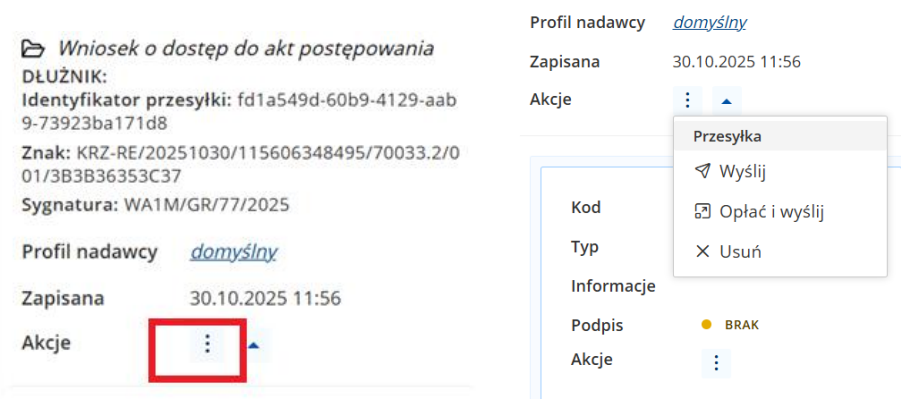 Wniosek o dostęp do akt postępowania
DŁUŻNIK:
Identyfikator przesyłki: fd1a549d-60b9-4129-aab
9-73923ba171d8
Znak: KRZ-RE/20251030/115606348495/70033.2/0
01/3B3B36353C37
Sygnatura: WA1M/GR/77/2025
Profil nadawcy domyślny
Zapisana 30.10.2025 11:56
Akcje
Profil nadawcy domyślny
Zapisana 30.10.2025 11:56
Akcje
Przesyłka
Wyślij
Opłać i wyślij
Usuń
Kod
Typ
Informacje
Podpis BRAK
Akcje